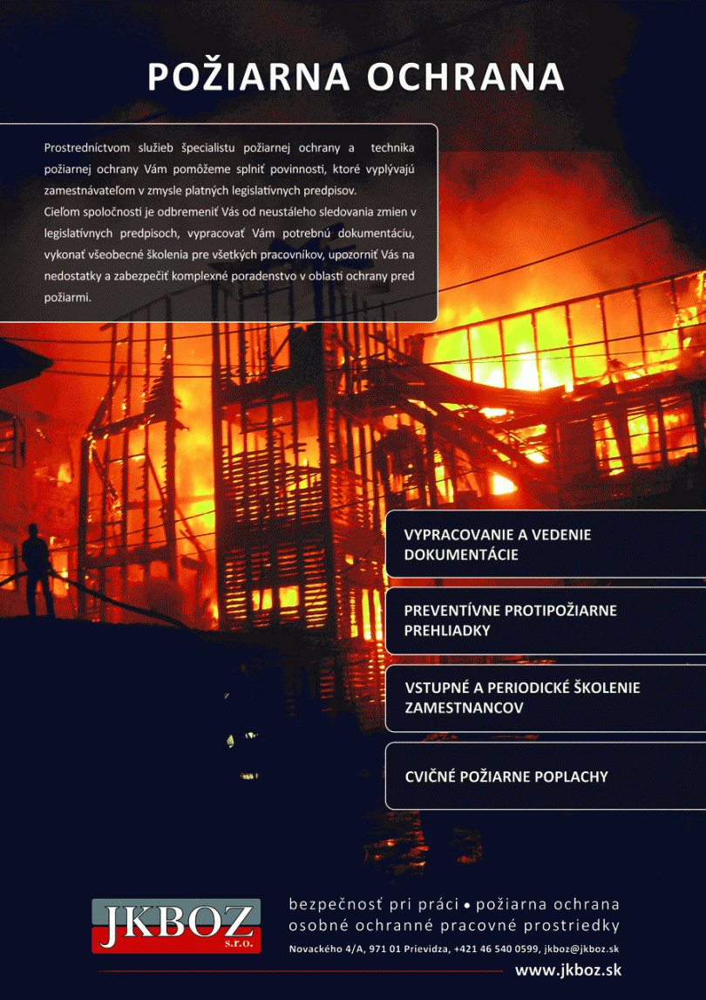 POŽIARNA OCHRANA
Prostredníctvom služieb špecialistu požiarnej ochrany a technika
požiarnej ochrany Vám pomôžeme splniť povinnosti, ktoré vyplývajú
zamestnávateľom v zmysle platných legislatívnych predpisov.
Cieľom spoločnosti je odbremeniť Vás od neustáleho sledovania zmien v
legislatívnych predpisoch, vypracovať Vám potrebnú dokumentáciu,
vykonať všeobecné školenia pre všetkých pracovníkov, upozorniť Vás na
nedostatky a zabezpečiť komplexné poradenstvo v oblasti ochrany pred
požiarmi.
VYPRACOVANIE A VEDENIE
DOKUMENTÁCIE
PREVENTÍVNE PROTIPOŽIARNE
PREHLIADKY
VSTUPNÉ A PERIODICKÉ ŠKOLENIE
ZAMESTNANCOV
CVIČNÉ POŽIARNE POPLACHY
JKBOZ
s.r.o.
bezpečnosť pri práci • požiarna ochrana
osobné ochranné pracovné prostriedky
Novackého 4/A, 971 01 Prievidza, +421 46 540 0599, jkboz@jkboz.sk
www.jkboz.sk